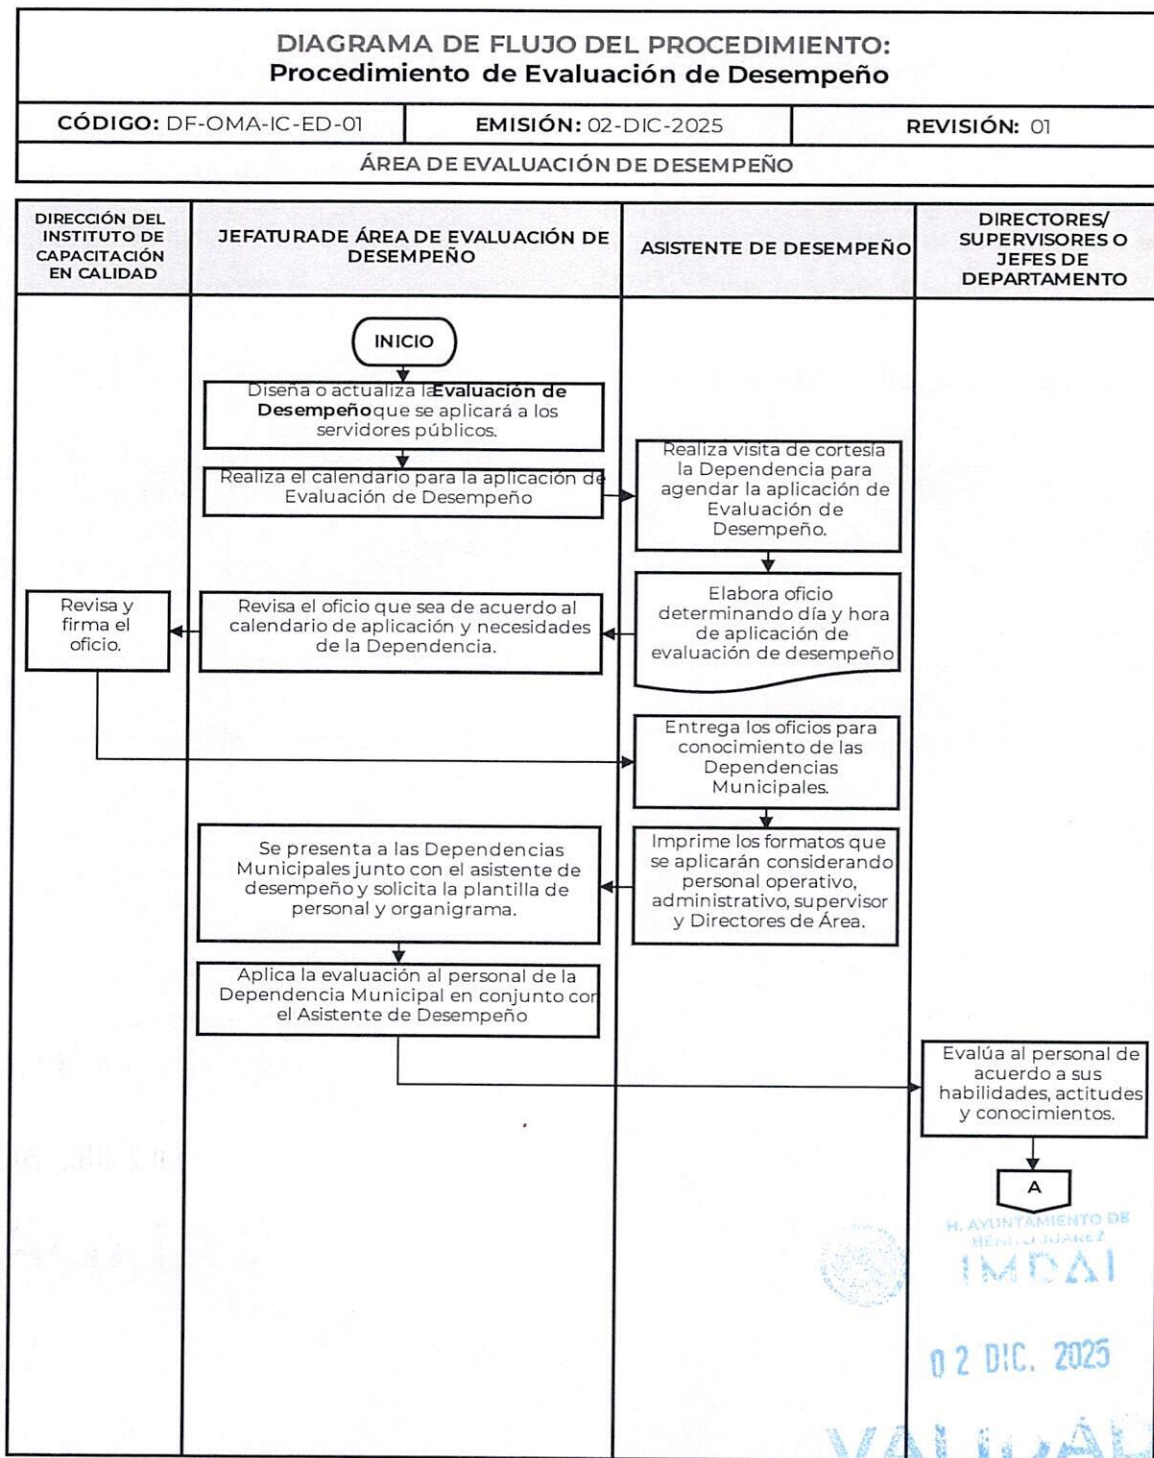 DIAGRAMA DE FLUJO DEL PROCEDIMIENTO:
Procedimiento de Evaluación de Desempeño
CÓDIGO: DF-OMA-IC-ED-01
EMISIÓN: 02-DIC-2025
REVISIÓN: 01
ÁREA DE EVALUACIÓN DE DESEMPEÑO
DIRECCIÓN DEL
INSTITUTO DE
CAPACITACIÓN
EN CALIDAD
JEFATURADE ÁREA DE EVALUACIÓN DE
DESEMPEÑO
ASISTENTE DE DESEMPEÑO
DIRECTORES/
SUPERVISORES O
JEFES DE
DEPARTAMENTO
INICIO
Diseña o actualiza la Evaluación de
Desempeño que se aplicará a los
servidores públicos.
Realiza el calendario para la aplicación de
Evaluación de Desempeño
Realiza visita de cortesía
la Dependencia para
agendar la aplicación de
Evaluación de
Desempeño.
Elabora oficio
determinando día y hora
de aplicación de
evaluación de desempeño
Revisa el oficio que sea de acuerdo al
calendario de aplicación y necesidades
de la Dependencia.
Revisa y
firma el
oficio.
Entrega los oficios para
conocimiento de las
Dependencias
Municipales.
Imprime los formatos que
se aplicarán considerando
personal operativo,
administrativo, supervisor
y Directores de Área.
Se presenta a las Dependencias
Municipales junto con el asistente de
desempeño y solicita la plantilla de
personal y organigrama.
Aplica la evaluación al personal de la
Dependencia Municipal en conjunto con
el Asistente de Desempeño
Evalúa al personal de
acuerdo a sus
habilidades, actitudes
y conocimientos.
A
H. AYUNTAMIENTO DE
BENITO JUÁREZ
IMDAI
02 DIC. 2025